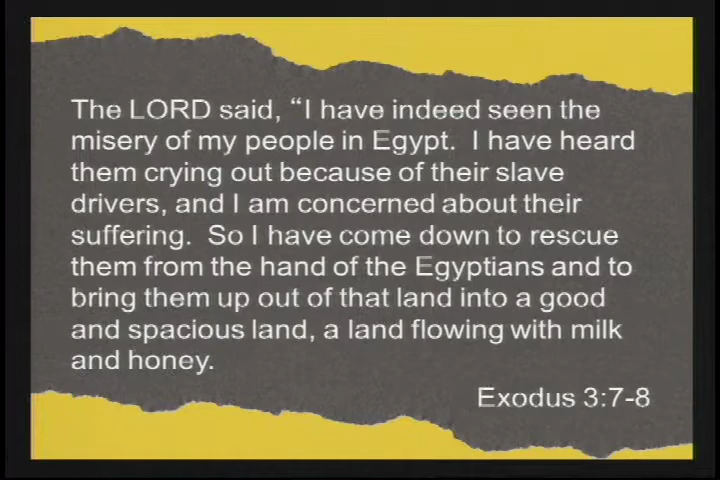 The LORD said, “I have indeed seen the
misery of my people in Egypt.  I have heard
them crying out because of their slave
drivers, and I am concerned about their
suffering.  So I have come down to rescue
them from the hand of the Egyptians and to
bring them up out of that land into a good
and spacious land, a land flowing with milk
and honey.
Exodus 3:7-8